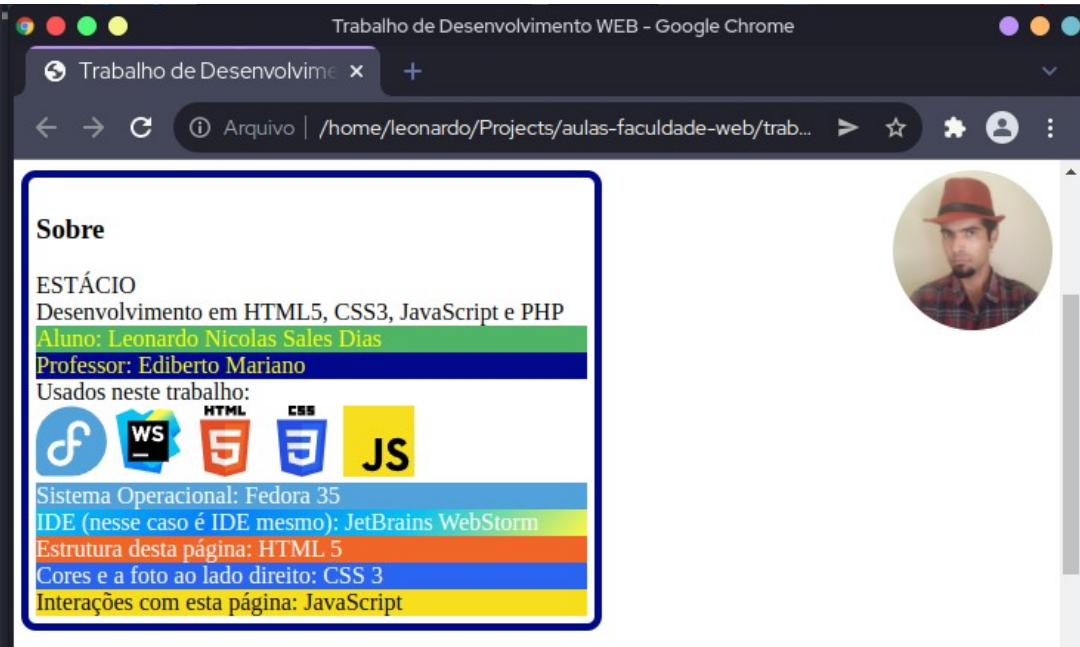 Trabalho de Desenvolvimento WEB - Google Chrome
Trabalho de Desenvolvime
Arquivo | /home/leonardo/Projects/aulas-faculdade-web/trab...
Sobre
ESTÁCIO
Desenvolvimento em HTML5, CSS3, JavaScript e PHP
Aluno: Leonardo Nicolas Sales Dias
Professor: Ediberto Mariano
Usados neste trabalho:
WS HTML 5 CSS 3 JS
Sistema Operacional: Fedora 35
IDE (nesse caso é IDE mesmo): JetBrains WebStorm
Estrutura desta página: HTML 5
Cores e a foto ao lado direito: CSS 3
Interações com esta página: JavaScript